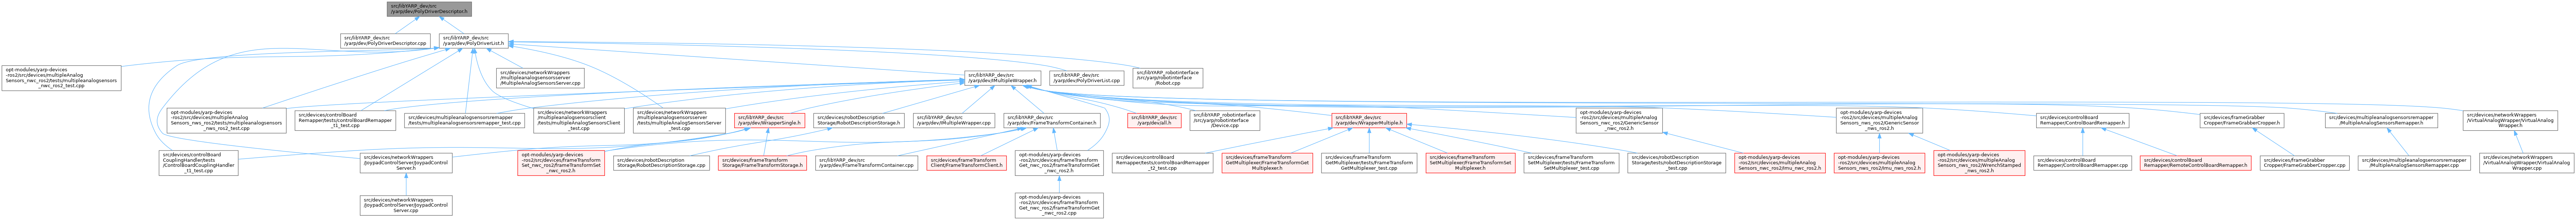 src/libYARP_dev/src
/yarp/dev/PolyDriverDescriptor.h
src/libYARP_dev/src
/yarp/dev/PolyDriverDescriptor.cpp
src/libYARP_dev/src
/yarp/dev/PolyDriverList.h
opt-modules/yarp-devices
-ros2/src/devices/multipleAnalog
Sensors_nwc_ros2/tests/multipleanalogsensors
_nwc_ros2_test.cpp
src/devices/networkWrappers
/multipleanalogsensorsserver
/MultipleAnalogSensorsServer.cpp
src/libYARP_dev/src
/yarp/dev/IMultipleWrapper.h
src/libYARP_dev/src
/yarp/dev/PolyDriverList.cpp
src/libYARP_robotinterface
/src/yarp/robotinterface
/Robot.cpp
opt-modules/yarp-devices
-ros2/src/devices/multipleAnalog
Sensors_nws_ros2/tests/multipleanalogsensors
_nws_ros2_test.cpp
src/devices/controlBoard
Remapper/tests/controlBoardRemapper
_t1_test.cpp
src/devices/multipleanalogsensorsremapper
/tests/multipleanalogsensorsremapper_test.cpp
src/devices/networkWrappers
/multipleanalogsensorsclient
/tests/multipleAnalogSensorsClient
_test.cpp
src/devices/networkWrappers
/multipleanalogsensorsserver
/tests/multipleAnalogSensorsServer
_test.cpp
src/libYARP_dev/src
/yarp/dev/WrapperSingle.h
src/devices/robotDescription
Storage/RobotDescriptionStorage.h
src/libYARP_dev/src
/yarp/dev/IMultipleWrapper.cpp
src/libYARP_dev/src
/yarp/dev/FrameTransformContainer.h
src/libYARP_dev/src
/yarp/dev/all.h
src/libYARP_robotinterface
/src/yarp/robotinterface
/Device.cpp
src/libYARP_dev/src
/yarp/dev/WrapperMultiple.h
opt-modules/yarp-devices
-ros2/src/devices/multipleAnalog
Sensors_nwc_ros2/GenericSensor
_nwc_ros2.h
opt-modules/yarp-devices
-ros2/src/devices/multipleAnalog
Sensors_nws_ros2/GenericSensor
_nws_ros2.h
src/devices/controlBoard
Remapper/ControlBoardRemapper.h
src/devices/frameGrabber
Cropper/FrameGrabberCropper.h
src/devices/multipleanalogsensorsremapper
/MultipleAnalogSensorsRemapper.h
src/devices/networkWrappers
/VirtualAnalogWrapper/VirtualAnalog
Wrapper.h
src/devices/controlBoard
CouplingHandler/tests
/ControlBoardCouplingHandler
_t1_test.cpp
src/devices/networkWrappers
/JoypadControlServer/JoypadControl
Server.h
opt-modules/yarp-devices
-ros2/src/devices/frameTransform
Set_nwc_ros2/frameTransformSet
_nwc_ros2.h
src/devices/robotDescription
Storage/RobotDescriptionStorage.cpp
src/devices/frameTransform
Storage/FrameTransformStorage.h
src/libYARP_dev/src
/yarp/dev/FrameTransformContainer.cpp
src/devices/frameTransform
Client/FrameTransformClient.h
opt-modules/yarp-devices
-ros2/src/devices/frameTransform
Get_nwc_ros2/frameTransformGet
_nwc_ros2.h
src/devices/controlBoard
Remapper/tests/controlBoardRemapper
_t2_test.cpp
src/devices/frameTransform
GetMultiplexer/FrameTransformGet
Multiplexer.h
src/devices/frameTransform
GetMultiplexer/tests/FrameTransform
GetMultiplexer_test.cpp
src/devices/frameTransform
SetMultiplexer/FrameTransformSet
Multiplexer.h
src/devices/frameTransform
SetMultiplexer/tests/FrameTransform
SetMultiplexer_test.cpp
src/devices/robotDescription
Storage/tests/robotDescriptionStorage
_test.cpp
opt-modules/yarp-devices
-ros2/src/devices/multipleAnalog
Sensors_nwc_ros2/Imu_nwc_ros2.h
opt-modules/yarp-devices
-ros2/src/devices/multipleAnalog
Sensors_nws_ros2/Imu_nws_ros2.h
opt-modules/yarp-devices
-ros2/src/devices/multipleAnalog
Sensors_nws_ros2/WrenchStamped
_nws_ros2.h
src/devices/controlBoard
Remapper/ControlBoardRemapper.cpp
src/devices/controlBoard
Remapper/RemoteControlBoardRemapper.h
src/devices/frameGrabber
Cropper/FrameGrabberCropper.cpp
src/devices/multipleanalogsensorsremapper
/MultipleAnalogSensorsRemapper.cpp
src/devices/networkWrappers
/VirtualAnalogWrapper/VirtualAnalog
Wrapper.cpp
src/devices/networkWrappers
/JoypadControlServer/JoypadControl
Server.cpp
opt-modules/yarp-devices
-ros2/src/devices/frameTransform
Get_nwc_ros2/frameTransformGet
_nwc_ros2.cpp